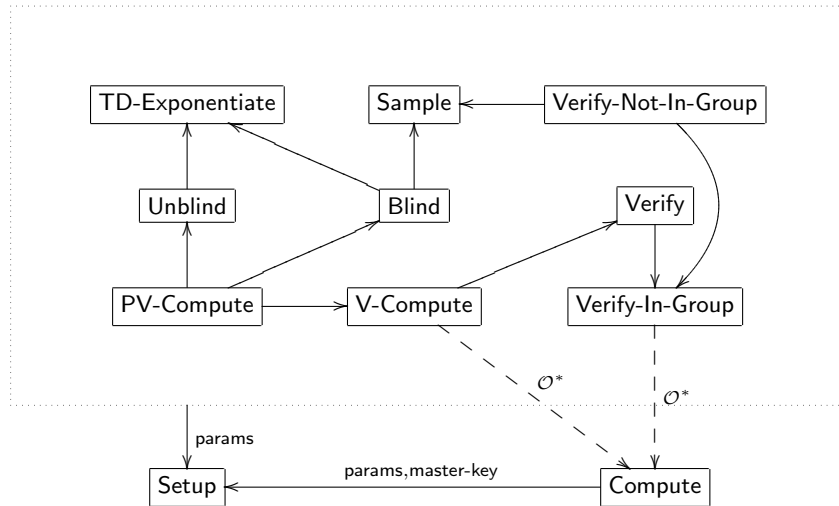 TD-Exponentiate
Sample
Verify-Not-In-Group
Unblind
Blind
Verify
PV-Compute
V-Compute
Verify-In-Group
𝒪*
𝒪*
params
params,master-key
Setup
Compute